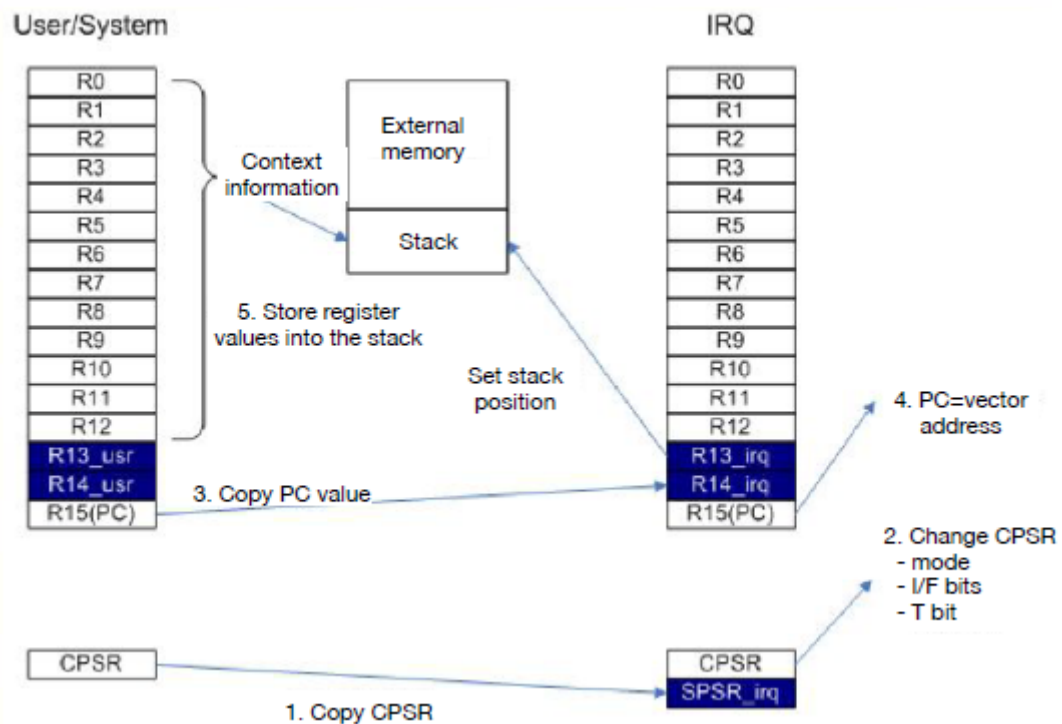 User/System
IRQ
R0
R1
R2
R3
R4
R5
R6
R7
R8
R9
R10
R11
R12
R13_usr
R14_usr
R15(PC)
CPSR
Context
information
External
memory
Stack
5. Store register
values into the stack
Set stack
position
3. Copy PC value
1. Copy CPSR
R0
R1
R2
R3
R4
R5
R6
R7
R8
R9
R10
R11
R12
R13_irq
R14_irq
R15(PC)
CPSR
SPSR_irq
4. PC=vector
address
2. Change CPSR
- mode
- I/F bits
- T bit